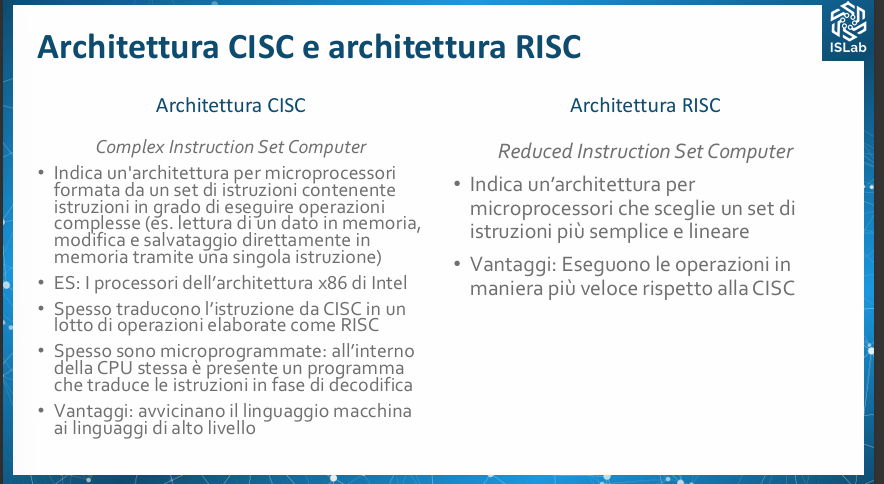 Architettura CISC e architettura RISC
ISLab
Architettura CISC
Complex Instruction Set Computer
• Indica un'architettura per microprocessori
formata da un set di istruzioni contenente
istruzioni in grado di eseguire operazioni
complesse (es. lettura di un dato in memoria,
modifica e salvataggio direttamente in
memoria tramite una singola istruzione)
• ES: I processori dell’architettura x86 di Intel
• Spesso traducono l’istruzione da CISC in un
lotto di operazioni elaborate come RISC
• Spesso sono microprogrammate: all’interno
della CPU stessa è presente un programma
che traduce le istruzioni in fase di decodifica
• Vantaggi: avvicinano il linguaggio macchina
ai linguaggi di alto livello
Architettura RISC
Reduced Instruction Set Computer
• Indica un’architettura per
microprocessori che sceglie un set di
istruzioni più semplice e lineare
• Vantaggi: Eseguono le operazioni in
maniera più veloce rispetto alla CISC